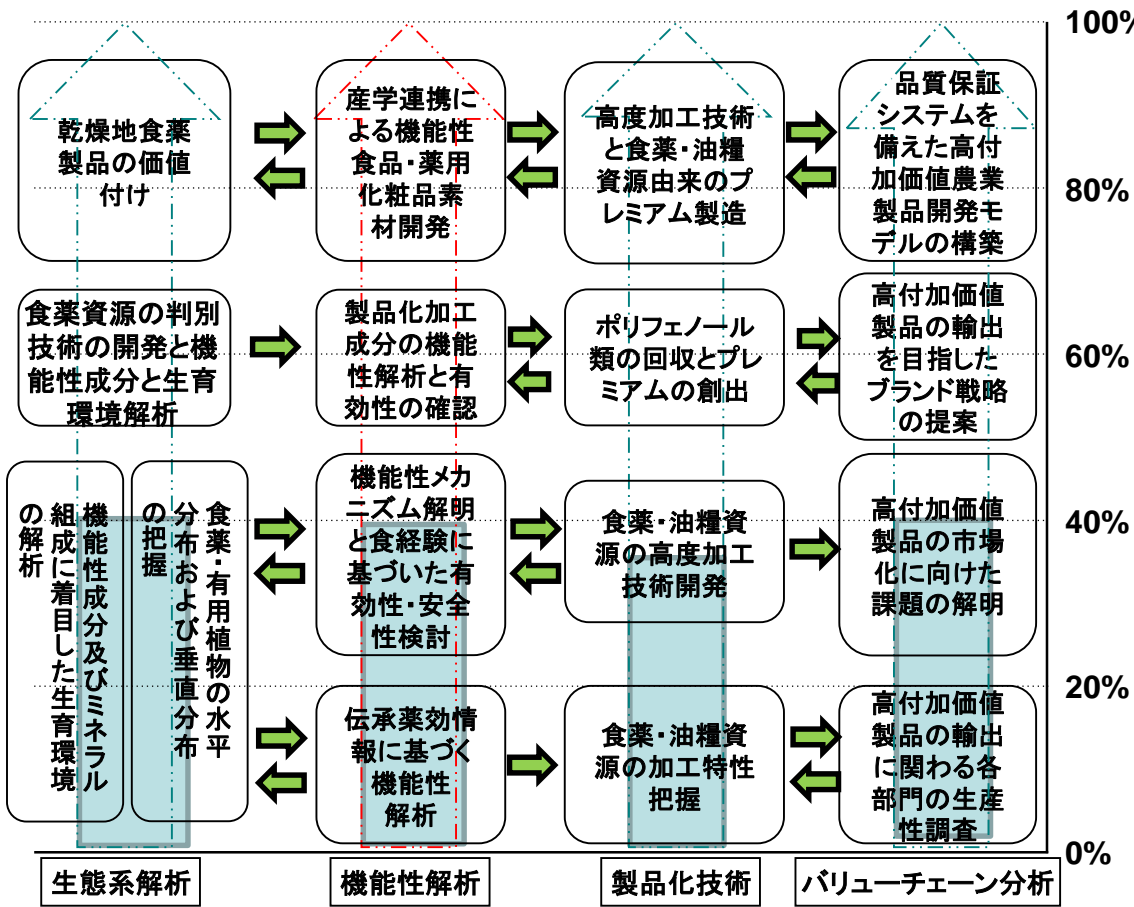 100%
乾燥地食薬
製品の価値
付け
産学連携に
よる機能性
食品・薬用
化粧品素
材開発
高度加工技術
と食薬・油糧
資源由来のプ
レミアム製造
品質保証
システムを
備えた高付
加価値農業
製品開発モ
デルの構築
80%
食薬資源の判別
技術の開発と機
能性成分と生育
環境解析
製品化加工
成分の機能
性解析と有
効性の確認
ポリフェノール
類の回収とプレ
ミアムの創出
高付加価値
製品の輸出
を目指した
ブランド戦略
の提案
60%
機能性成分及びミネラル
組成に着目した生育環境
の解析
食薬・有用植物の水平
分布および垂直分布
の把握
機能性メカ
ニズム解明
と食経験に
基づいた有
効性・安全
性検討
食薬・油糧資
源の高度加工
技術開発
高付加価値
製品の市場
化に向けた
課題の解明
40%
20%
伝承薬効情
報に基づく
機能性
解析
食薬・油糧資
源の加工特性
把握
高付加価値
製品の輸出
に関わる各
部門の生産
性調査
0%
生態系解析
機能性解析
製品化技術
バリューチェーン分析